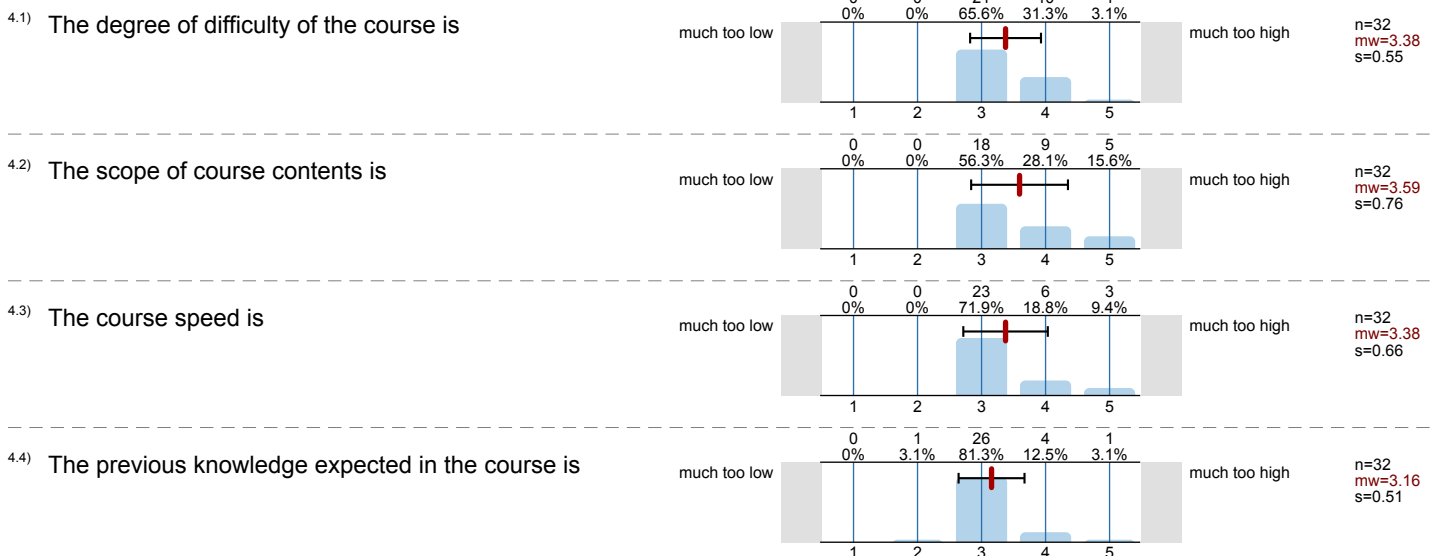 0% 0% 65.6% 31.3% 3.1%
4.1) The degree of difficulty of the course is
much too low
much too high
n=32
mw=3.38
s=0.55
1 2 3 4 5
0 0 18 9 5
0% 0% 56.3% 28.1% 15.6%
4.2) The scope of course contents is
much too low
much too high
n=32
mw=3.59
s=0.76
1 2 3 4 5
0 0 23 6 3
0% 0% 71.9% 18.8% 9.4%
4.3) The course speed is
much too low
much too high
n=32
mw=3.38
s=0.66
1 2 3 4 5
0 1 26 4 1
0% 3.1% 81.3% 12.5% 3.1%
4.4) The previous knowledge expected in the course is
much too low
much too high
n=32
mw=3.16
s=0.51
1 2 3 4 5